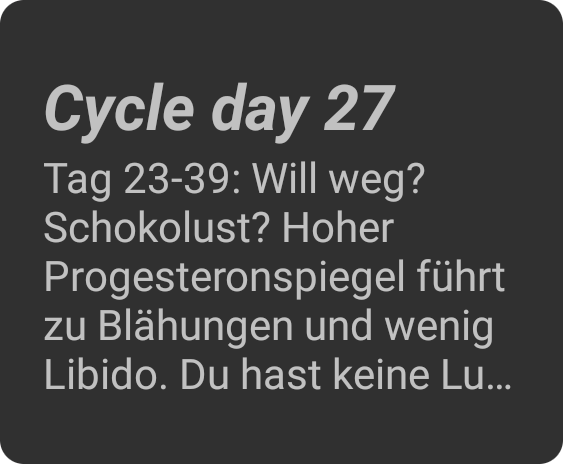 Cycle day 27
Tag 23-39: Will weg?
Schokolust? Hoher
Progesteronspiegel führt
zu Blähungen und wenig
Libido. Du hast keine Lu…